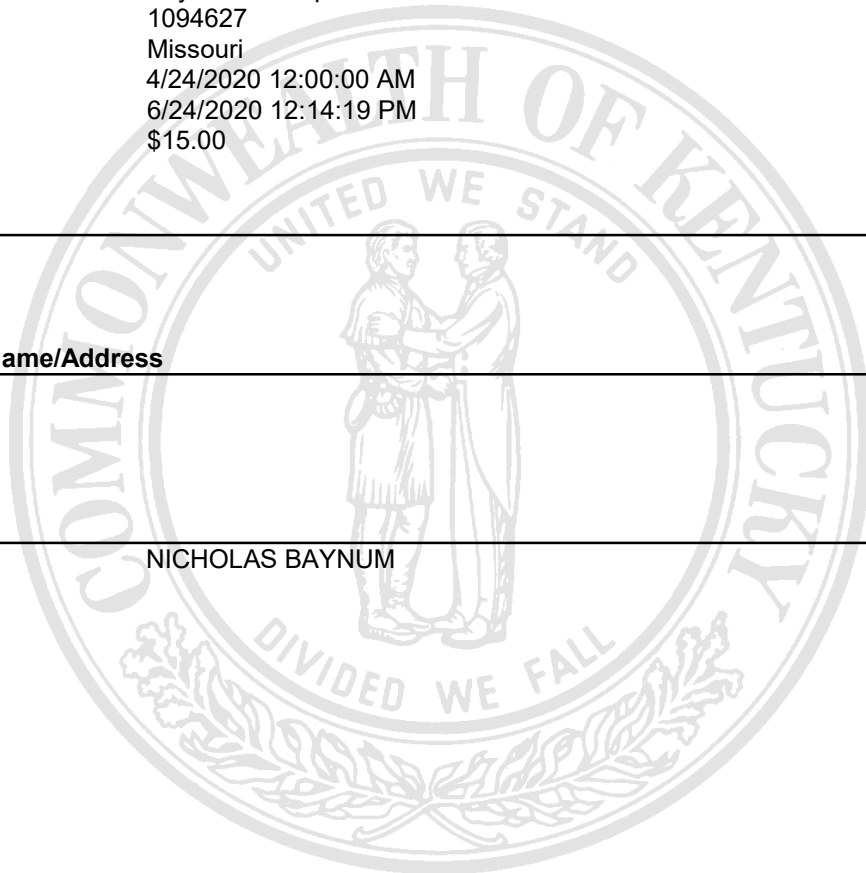 1094627
Missouri
4/24/2020 12:00:00 AM
6/24/2020 12:14:19 PM
$15.00
COMMONWEALTH OF KENTUCKY
UNITED WE STAND
ame/Address
NICHOLAS BAYNUM
DIVIDED WE FALL